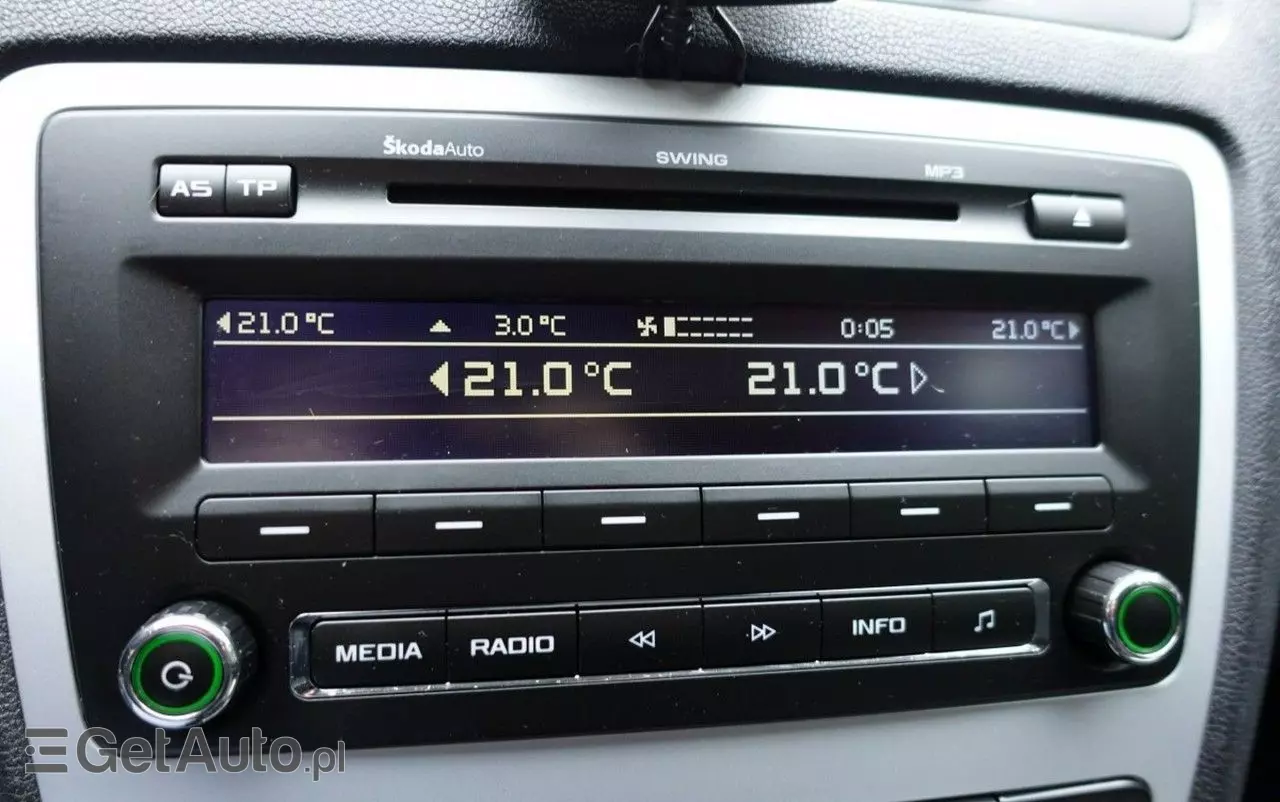 ŠkodaAuto SWING MP3
AS TP
21.0 °C 3.0 °C 0:05 21.0 °C
21.0 °C 21.0 °C
MEDIA RADIO INFO
GetAuto.pl